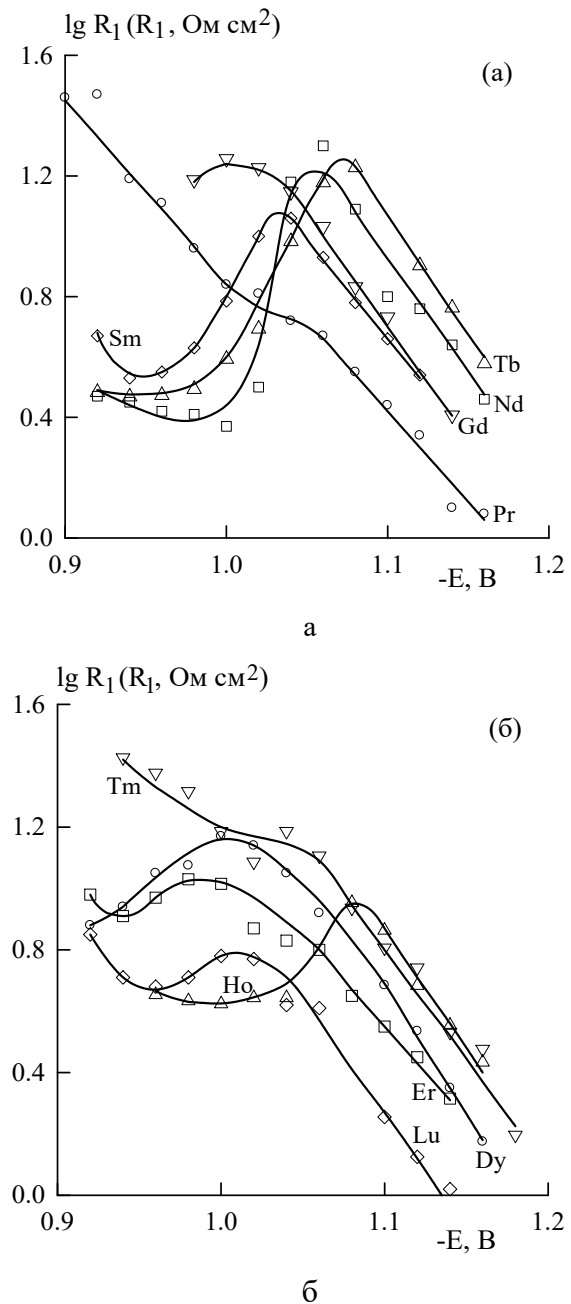 lg R₁ (R₁, Ом см²)
1.6
(а)
1.2
0.8
Sm
Tb
0.4
Nd
Gd
Pr
0.0
0.9 1.0 1.1 1.2
-E, В
а
lg R₁ (Rₗ, Ом см²)
1.6
(б)
Tm
1.2
0.8
Ho
0.4
Er
Lu
Dy
0.0
0.9 1.0 1.1 1.2
-E, В
б